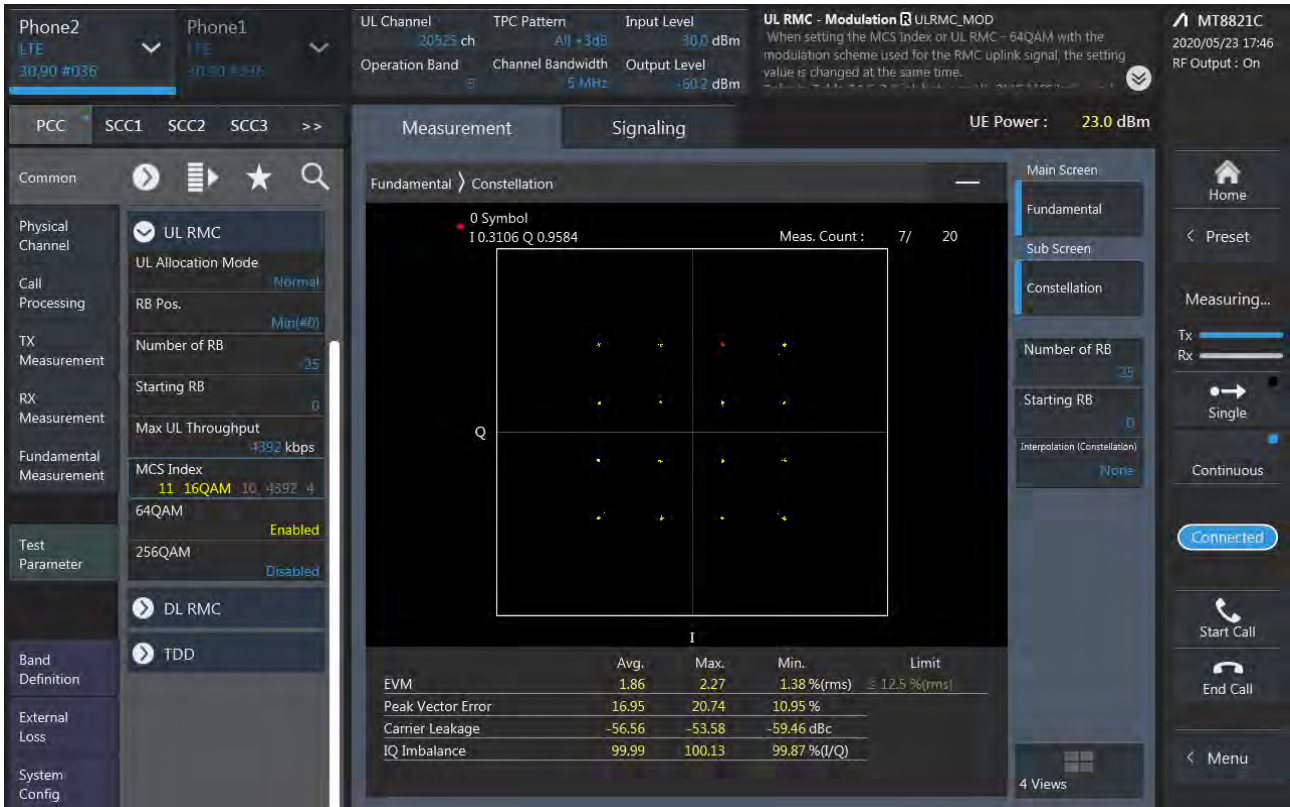 Phone2
LTE
30.90 #036
Phone1
LTE
30.90 #036
UL Channel
20525 ch
TPC Pattern
All +3dB
Input Level
30.0 dBm
Operation Band
5
Channel Bandwidth
5 MHz
Output Level
-60.2 dBm
UL RMC - Modulation R ULRMC_MOD
When setting the MCS Index or UL RMC - 64QAM with the
modulation scheme used for the RMC uplink signal, the setting
value is changed at the same time.
MT8821C
2020/05/23 17:46
RF Output : On
PCC SCC1 SCC2 SCC3 >>
Measurement
Signaling
UE Power : 23.0 dBm
Common
Physical
Channel
Call
Processing
TX
Measurement
RX
Measurement
Fundamental
Measurement
Test
Parameter
Band
Definition
External
Loss
System
Config
UL RMC
UL Allocation Mode
Normal
RB Pos.
Min(#0)
Number of RB
25
Starting RB
0
Max UL Throughput
4392 kbps
MCS Index
11 16QAM 10 4392 4
64QAM
Enabled
256QAM
Disabled
DL RMC
TDD
Fundamental > Constellation
0 Symbol
I 0.3106 Q 0.9584
Meas. Count : 7/ 20
Q
I
Avg. Max. Min. Limit
EVM 1.86 2.27 1.38 %(rms) ≤ 12.5 %(rms)
Peak Vector Error 16.95 20.74 10.95 %
Carrier Leakage -56.56 -53.58 -59.46 dBc
IQ Imbalance 99.99 100.13 99.87 %(I/Q)
Main Screen
Fundamental
Sub Screen
Constellation
Number of RB
25
Starting RB
0
Interpolation (Constellation)
None
4 Views
Home
< Preset
Measuring...
Tx
Rx
Single
Continuous
Connected
Start Call
End Call
< Menu